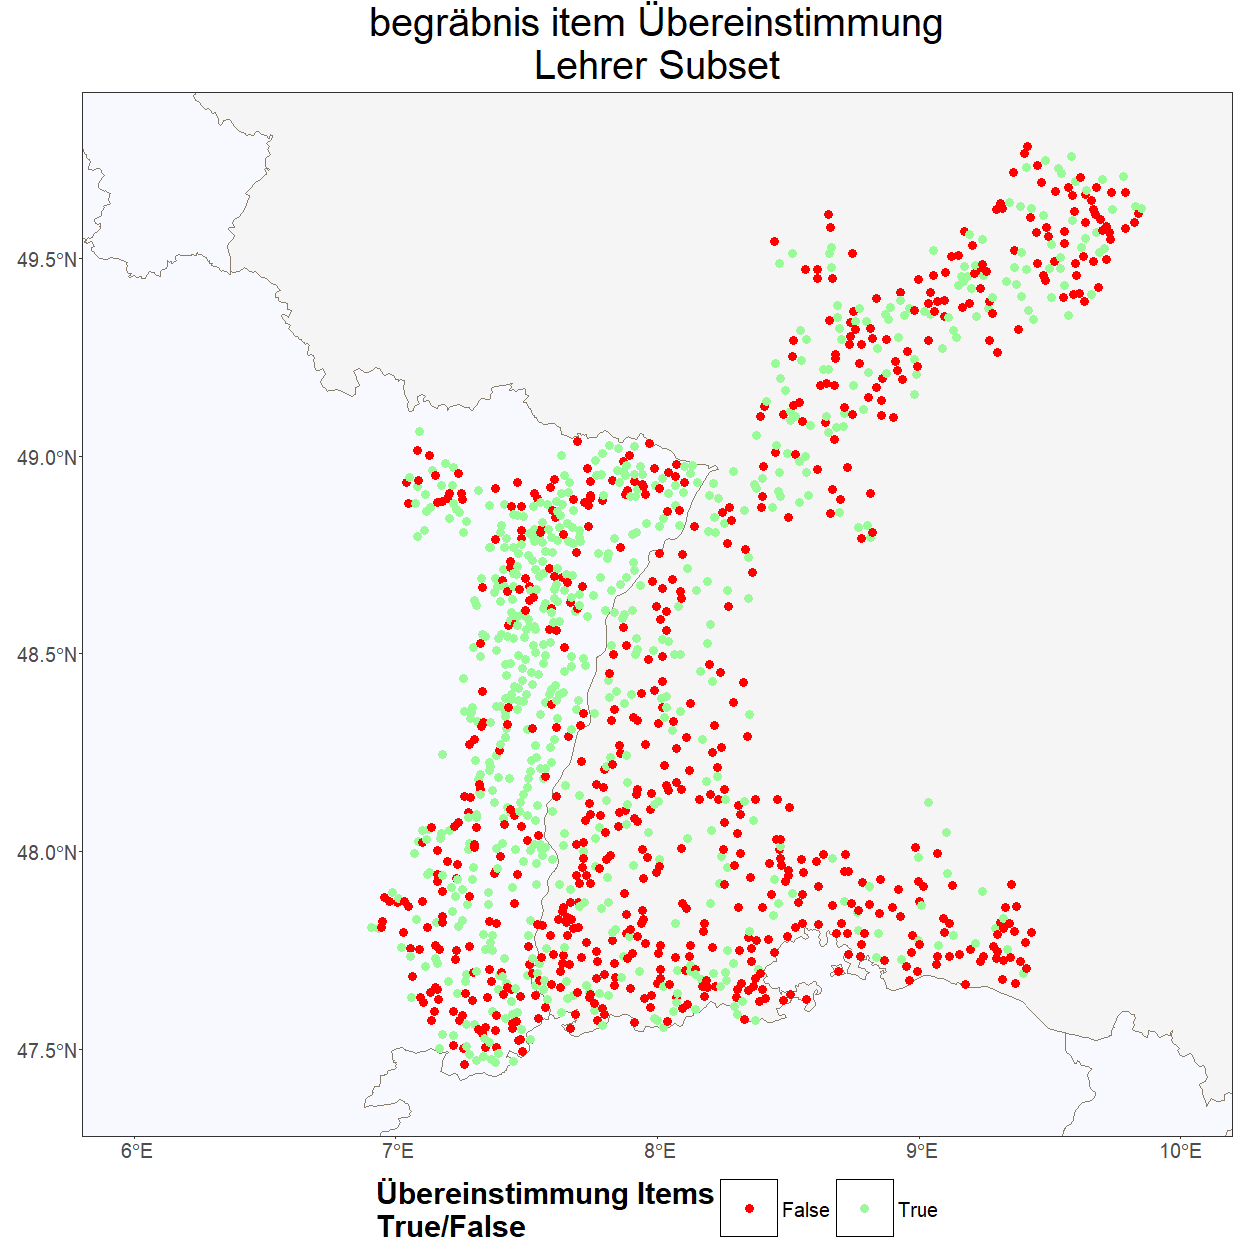 begräbnis item Übereinstimmung
Lehrer Subset
49.5°N
49.0°N
48.5°N
48.0°N
47.5°N
6°E 7°E 8°E 9°E 10°E
Übereinstimmung Items
True/False
False True